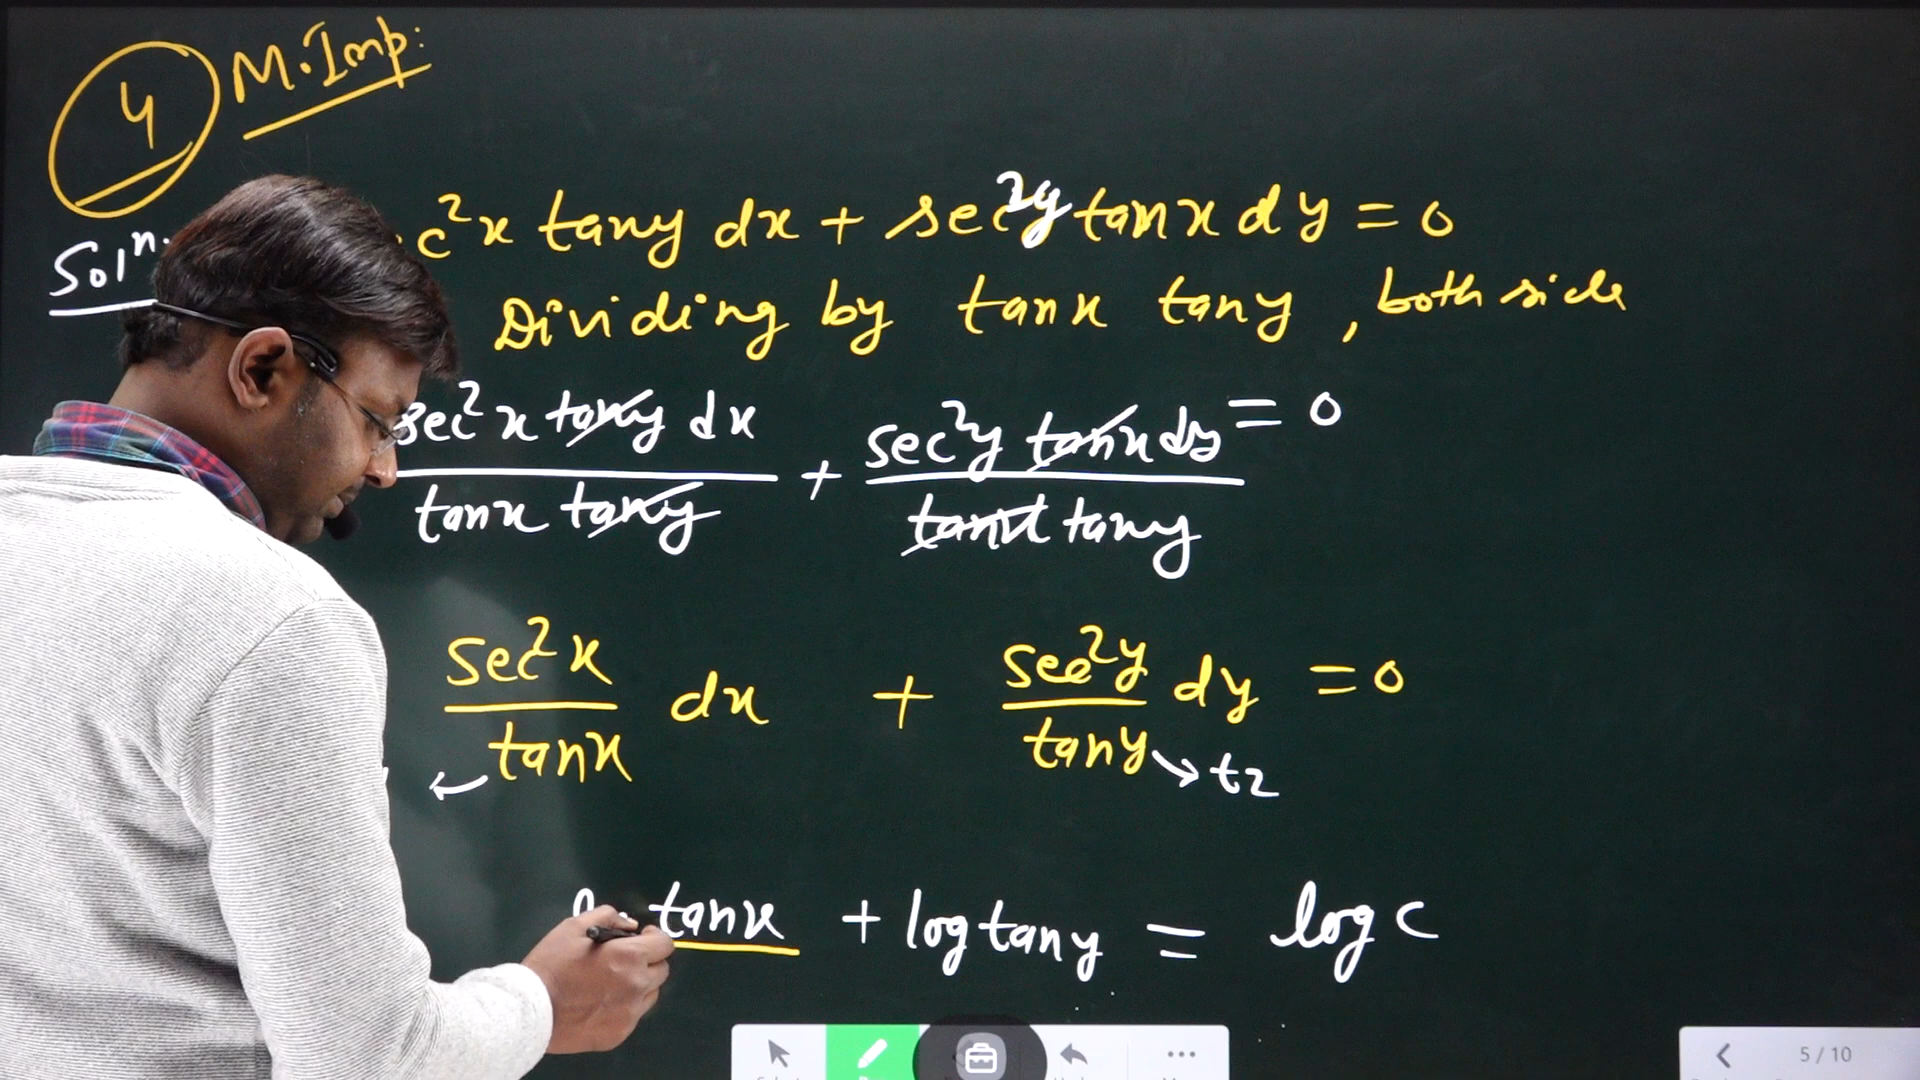 4 M.Imp:
Solⁿ. c²x tany dx + sec²y tanx dy = 0
Dividing by tanx tany, both side
sec²x tany dx / tanx tany + sec²y tanx dy / tanx tany = 0
sec²x / tanx dx + sec²y / tany dy = 0
→ t2
tanx + log tany = log c
5 / 10